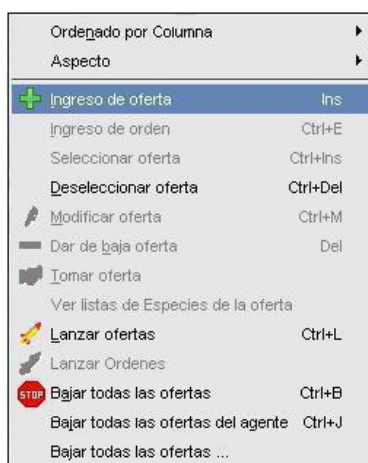 Ordenado por Columna
Aspecto
Ingreso de oferta Ins
Ingreso de orden Ctrl+E
Seleccionar oferta Ctrl+Ins
Deseleccionar oferta Ctrl+Del
Modificar oferta Ctrl+M
Dar de baja oferta Del
Tomar oferta
Ver listas de Especies de la oferta
Lanzar ofertas Ctrl+L
Lanzar Ordenes
STOP Bajar todas las ofertas Ctrl+B
Bajar todas las ofertas del agente Ctrl+J
Bajar todas las ofertas ...